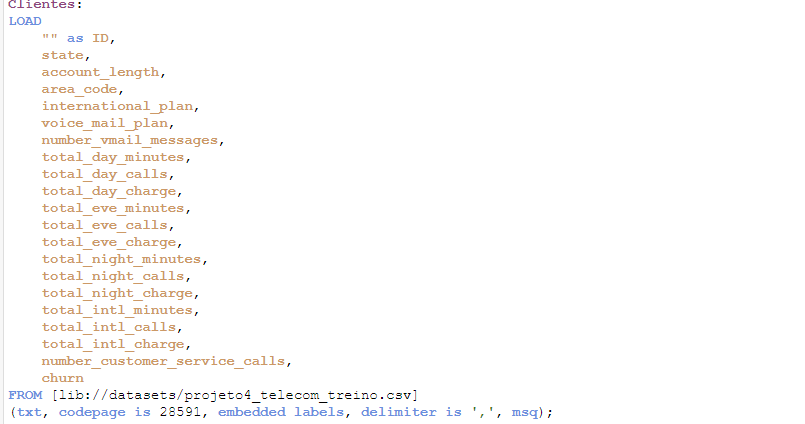 Clientes:
LOAD
"" as ID,
state,
account_length,
area_code,
international_plan,
voice_mail_plan,
number_vmail_messages,
total_day_minutes,
total_day_calls,
total_day_charge,
total_eve_minutes,
total_eve_calls,
total_eve_charge,
total_night_minutes,
total_night_calls,
total_night_charge,
total_intl_minutes,
total_intl_calls,
total_intl_charge,
number_customer_service_calls,
churn
FROM [lib://datasets/projeto4_telecom_treino.csv]
(txt, codepage is 28591, embedded labels, delimiter is ',', msq);